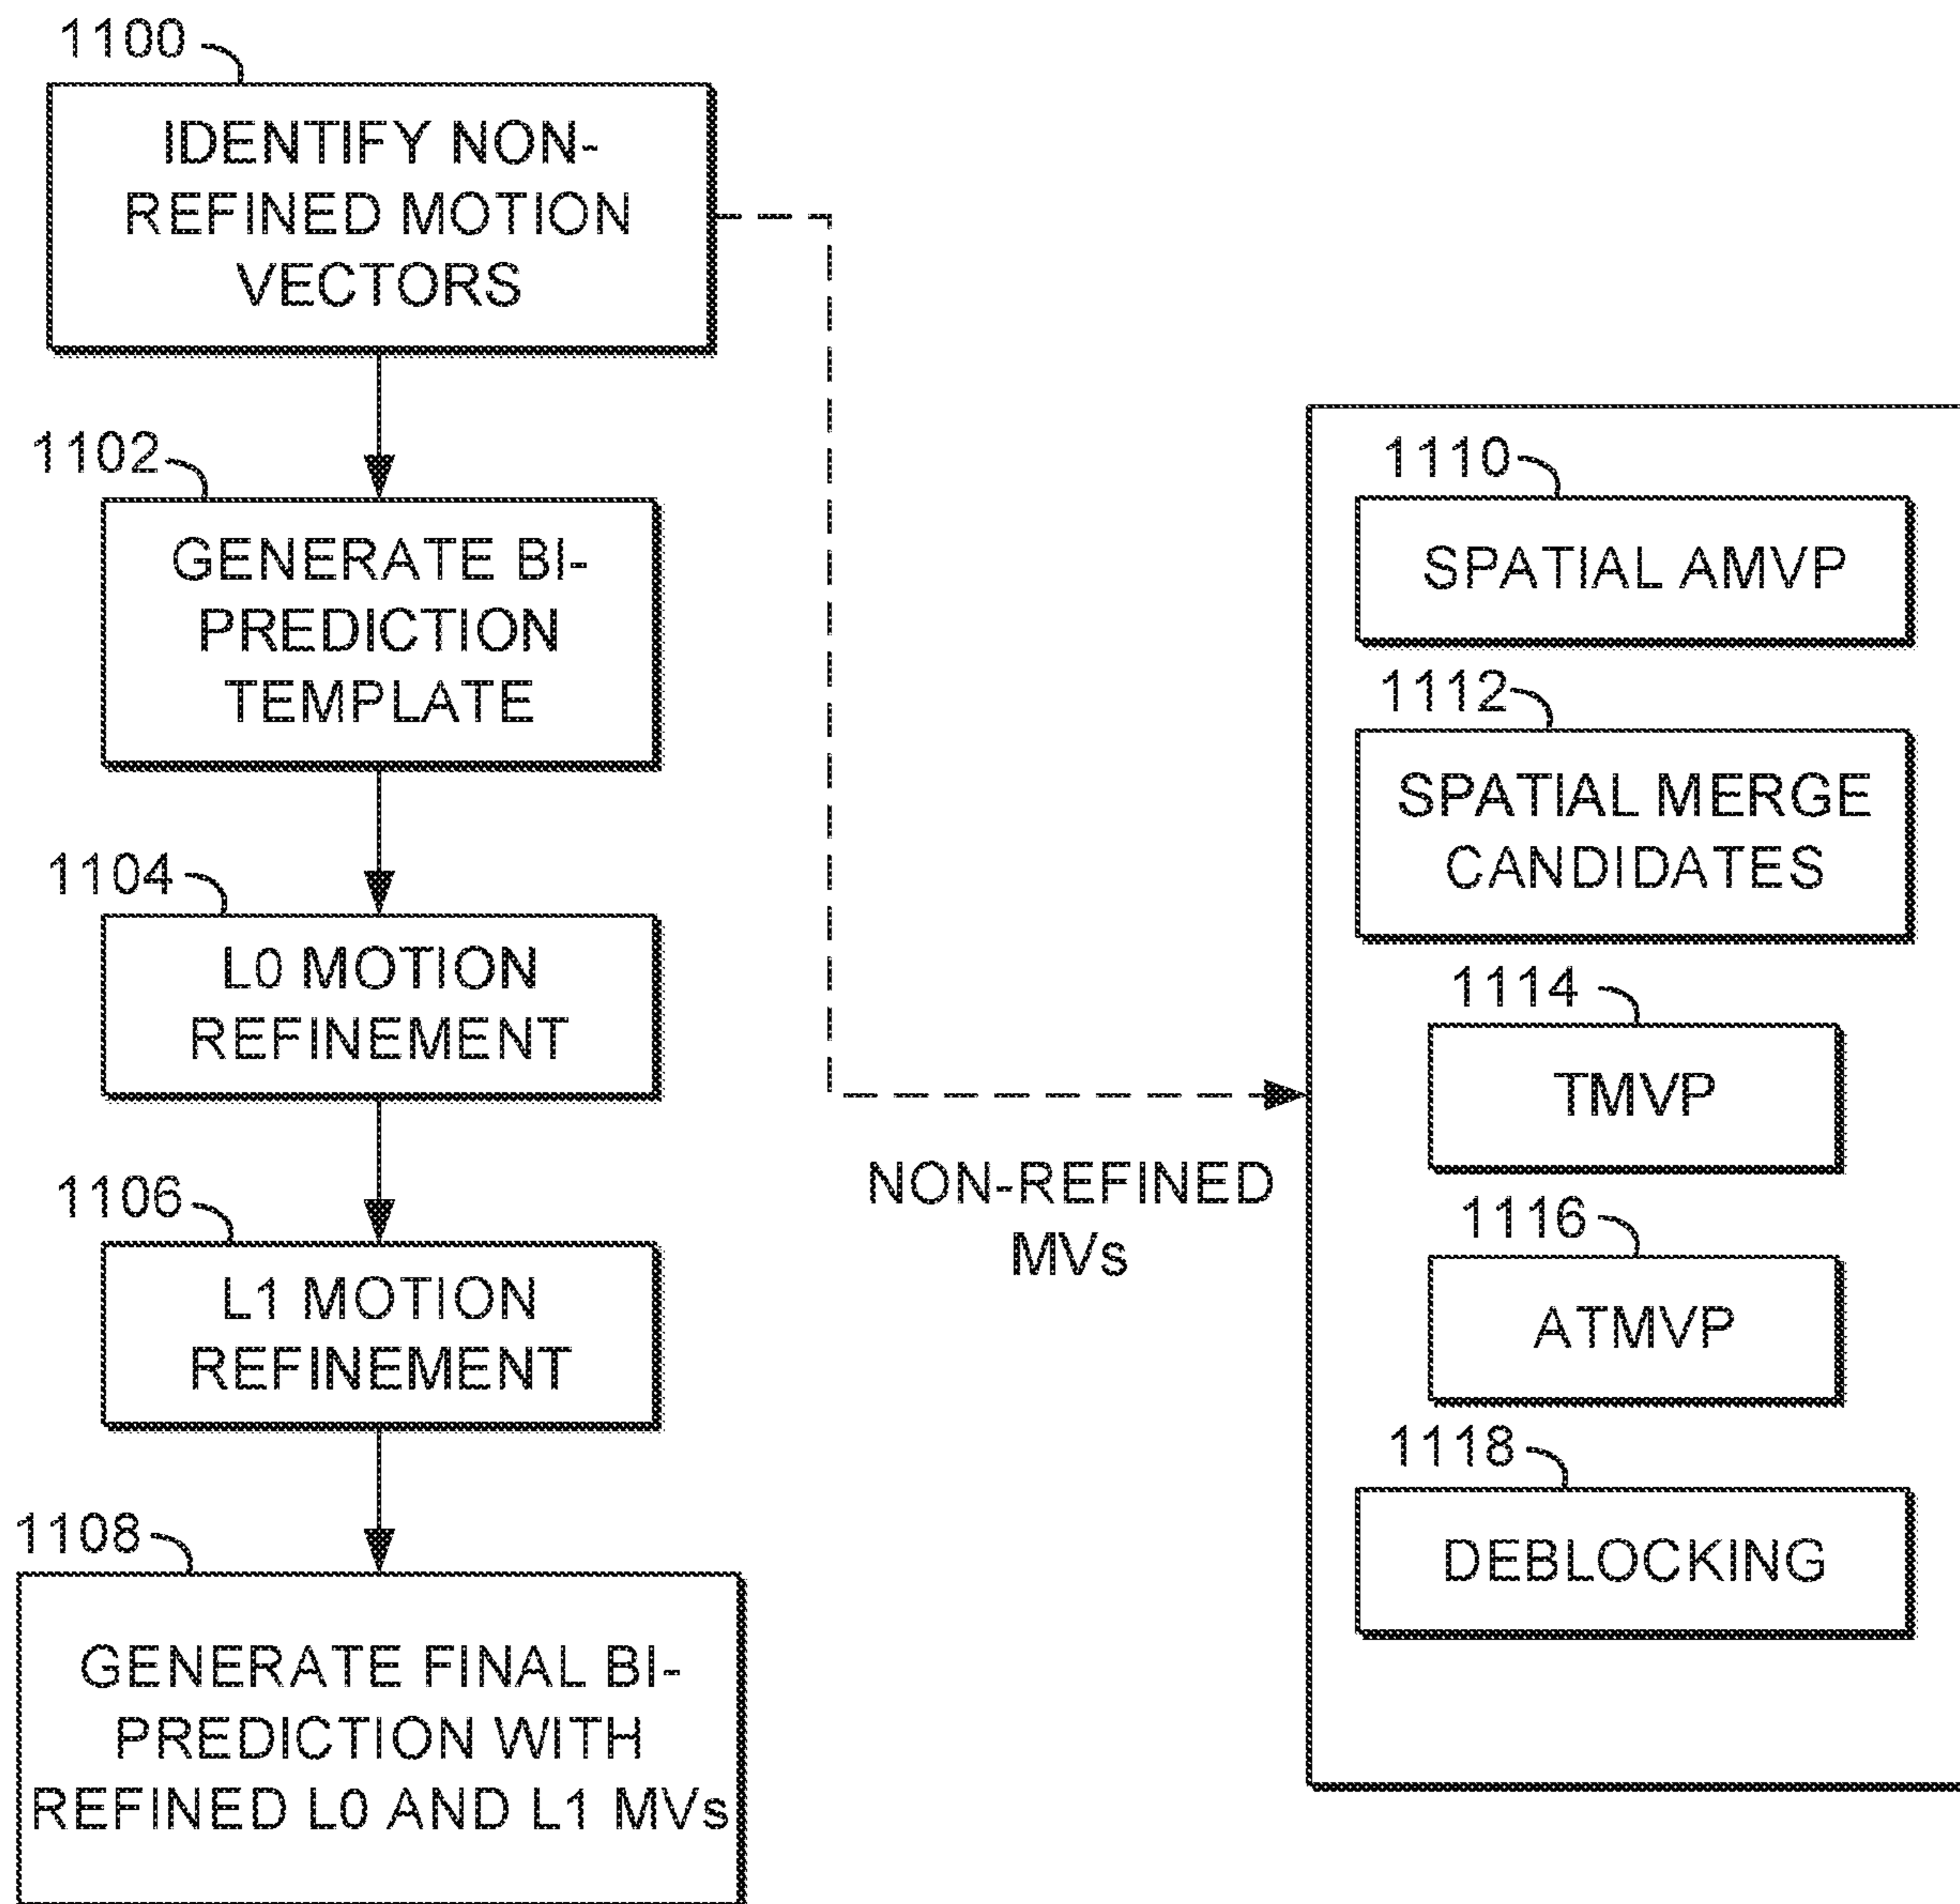 1100
IDENTIFY NON-
REFINED MOTION
VECTORS
1102
GENERATE BI-
PREDICTION
TEMPLATE
1104
L0 MOTION
REFINEMENT
1106
L1 MOTION
REFINEMENT
1108
GENERATE FINAL BI-
PREDICTION WITH
REFINED L0 AND L1 MVs
NON-REFINED
MVs
1110
SPATIAL AMVP
1112
SPATIAL MERGE
CANDIDATES
1114
TMVP
1116
ATMVP
1118
DEBLOCKING